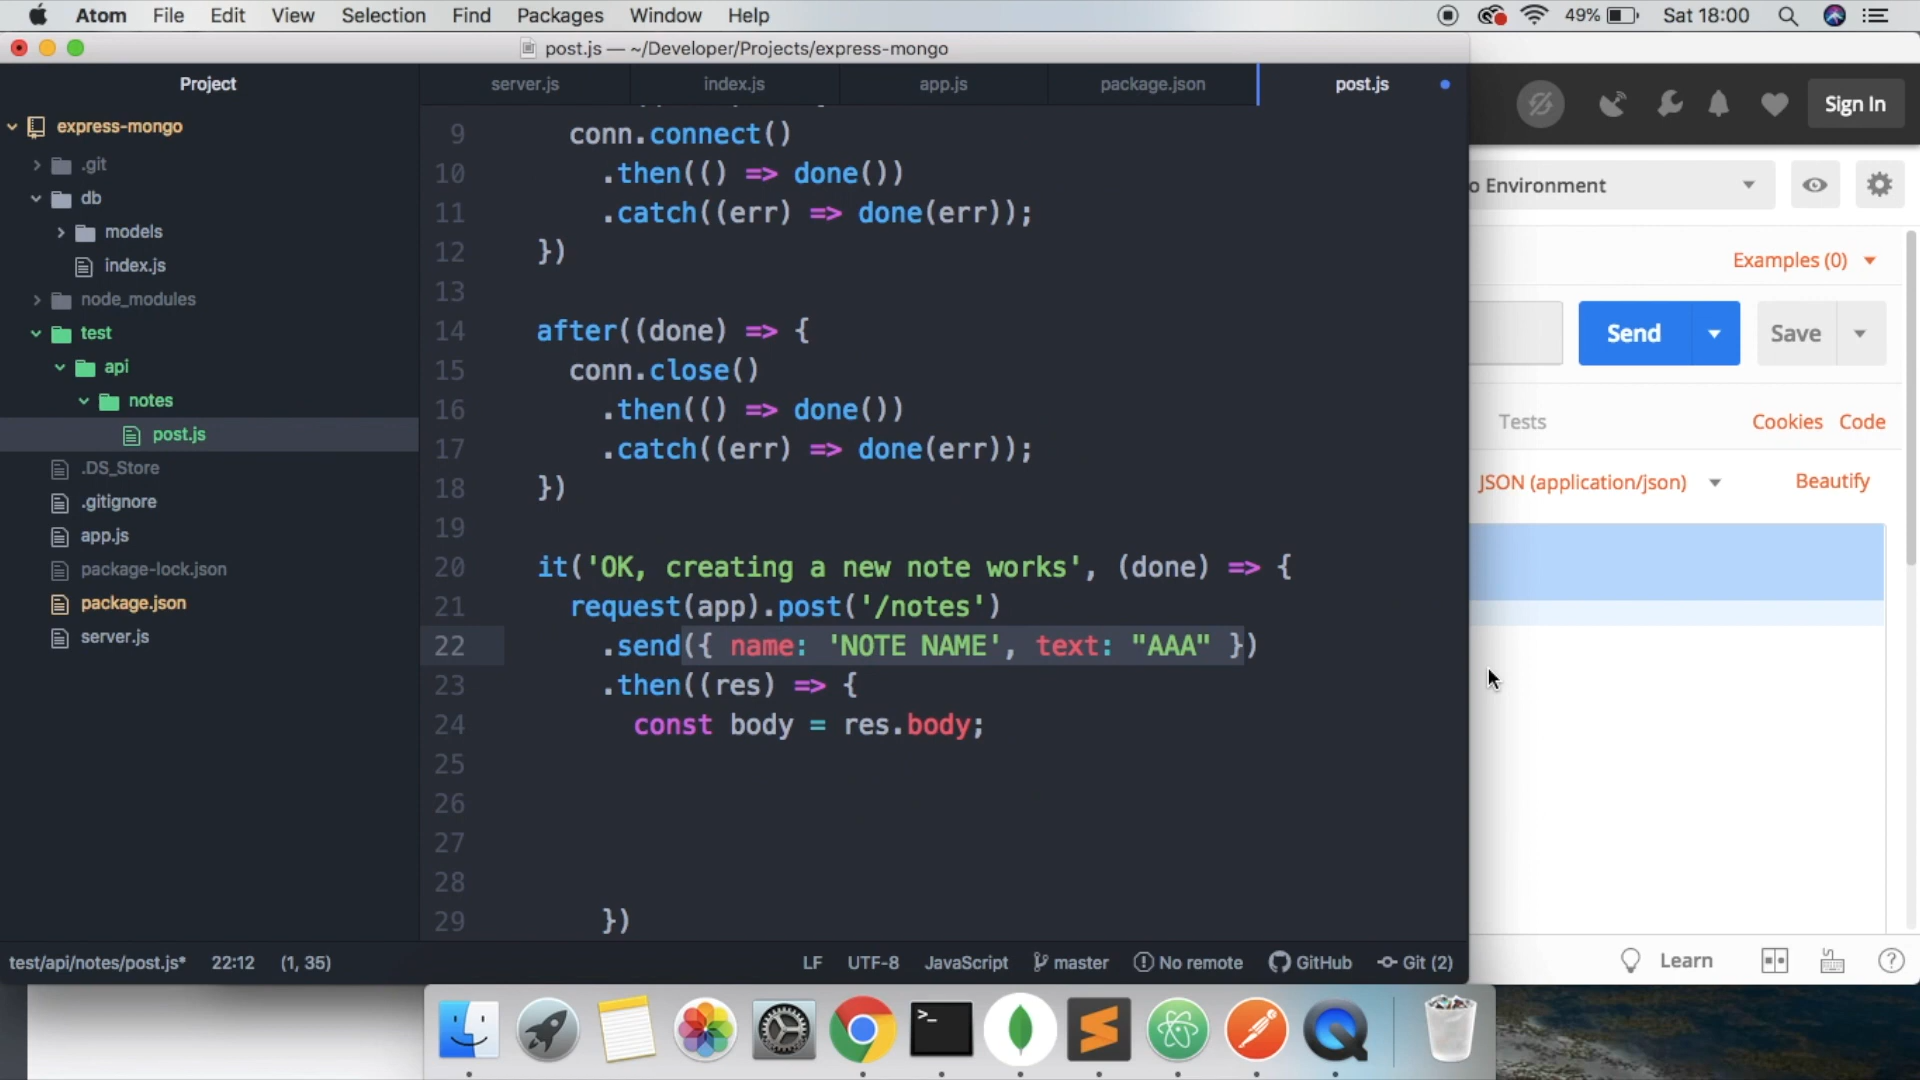 Atom File Edit View Selection Find Packages Window Help 49% Sat 18:00
post.js — ~/Developer/Projects/express-mongo
Project
server.js index.js app.js package.json post.js
express-mongo
.git
db
models
index.js
node_modules
test
api
notes
post.js
.DS_Store
.gitignore
app.js
package-lock.json
package.json
server.js
9 conn.connect()
10 .then(() => done())
11 .catch((err) => done(err));
12 })
13
14 after((done) => {
15 conn.close()
16 .then(() => done())
17 .catch((err) => done(err));
18 })
19
20 it('OK, creating a new note works', (done) => {
21 request(app).post('/notes')
22 .send({ name: 'NOTE NAME', text: "AAA" })
23 .then((res) => {
24 const body = res.body;
25
26
27
28
29 })
test/api/notes/post.js* 22:12 (1, 35) LF UTF-8 JavaScript master No remote GitHub Git (2)
Sign In
o Environment
Examples (0)
Send Save
Tests Cookies Code
JSON (application/json) Beautify
Learn